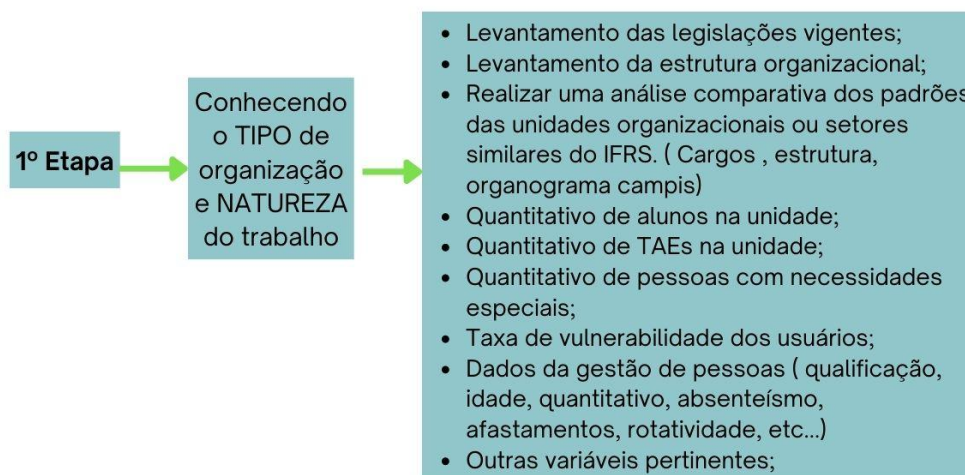 1º Etapa
Conhecendo
o TIPO de
organização
e NATUREZA
do trabalho
• Levantamento das legislações vigentes;
• Levantamento da estrutura organizacional;
• Realizar uma análise comparativa dos padrões
das unidades organizacionais ou setores
similares do IFRS. ( Cargos , estrutura,
organograma campis)
• Quantitativo de alunos na unidade;
• Quantitativo de TAEs na unidade;
• Quantitativo de pessoas com necessidades
especiais;
• Taxa de vulnerabilidade dos usuários;
• Dados da gestão de pessoas ( qualificação,
idade, quantitativo, absenteísmo,
afastamentos, rotatividade, etc...)
• Outras variáveis pertinentes;